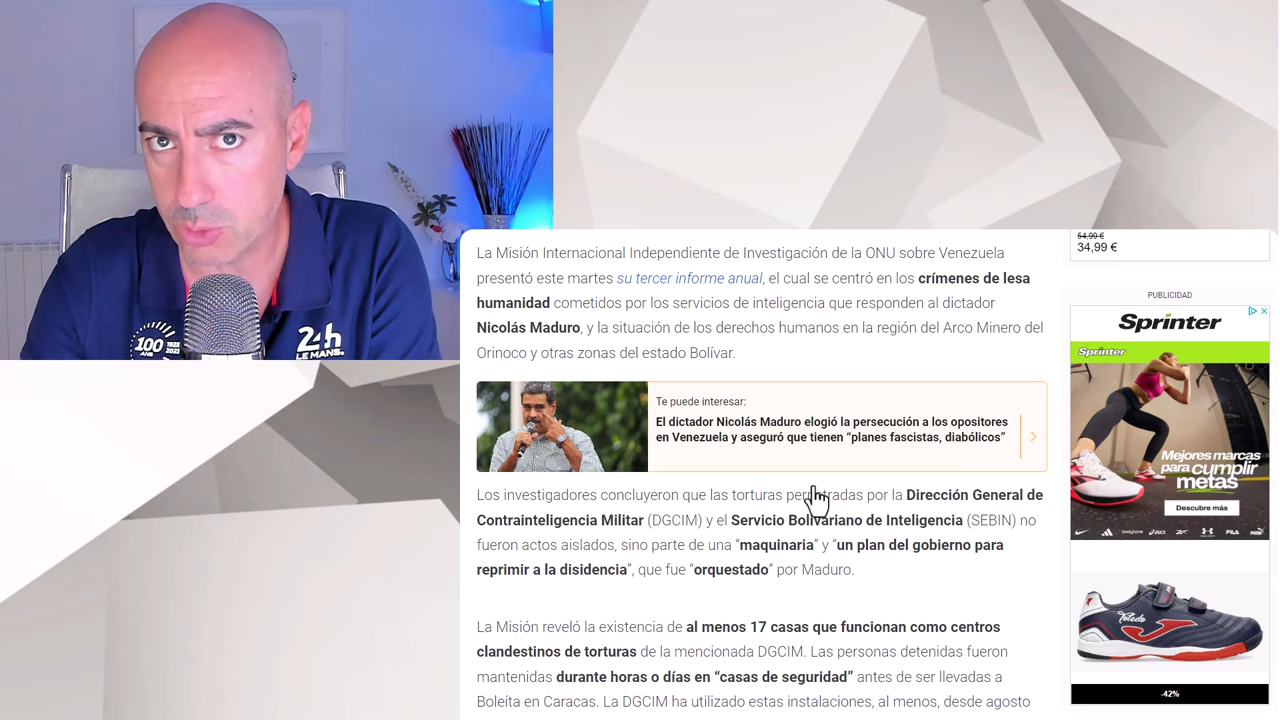 100
1923
2023
24h
LE MANS.
La Misión Internacional Independiente de Investigación de la ONU sobre Venezuela
presentó este martes su tercer informe anual, el cual se centró en los crímenes de lesa
humanidad cometidos por los servicios de inteligencia que responden al dictador
Nicolás Maduro, y la situación de los derechos humanos en la región del Arco Minero del
Orinoco y otras zonas del estado Bolívar.
Te puede interesar:
El dictador Nicolás Maduro elogió la persecución a los opositores
en Venezuela y aseguró que tienen “planes fascistas, diabólicos”
Los investigadores concluyeron que las torturas perpetradas por la Dirección General de
Contrainteligencia Militar (DGCIM) y el Servicio Bolivariano de Inteligencia (SEBIN) no
fueron actos aislados, sino parte de una “maquinaria” y “un plan del gobierno para
reprimir a la disidencia”, que fue “orquestado” por Maduro.
La Misión reveló la existencia de al menos 17 casas que funcionan como centros
clandestinos de torturas de la mencionada DGCIM. Las personas detenidas fueron
mantenidas durante horas o días en “casas de seguridad” antes de ser llevadas a
Boleíta en Caracas. La DGCIM ha utilizado estas instalaciones, al menos, desde agosto
54,99 €
34,99 €
PUBLICIDAD
Sprinter
Sprinter
Mejores marcas
para cumplir
metas
Descubre más
asics
FILA
Toledo
-42%